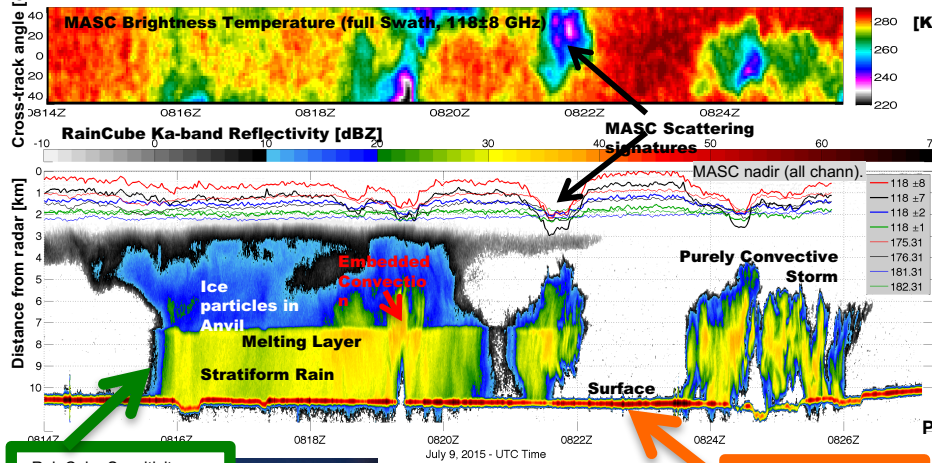 Cross-track angle [
40
20
0
20
40
MASC Brightness Temperature (full Swath, 118±8 GHz)
280
260
240
220
[K
0814Z 0816Z 0818Z 0820Z 0822Z 0824Z
RainCube Ka-band Reflectivity [dBZ]
-10 0 10 20 30 40 50 60 7
MASC Scattering
signatures
MASC nadir (all chann).
118 ±8
118 ±7
118 ±2
118 ±1
175.31
176.31
181.31
182.31
Distance from radar [km]
0
1
2
3
4
5
6
7
8
9
10
Embedded
Convectio
n
Ice
particles in
Anvil
Melting Layer
Stratiform Rain
Purely Convective
Storm
Surface
0814Z 0816Z 0818Z 0820Z 0822Z 0824Z 0826Z
July 9, 2015 - UTC Time
P